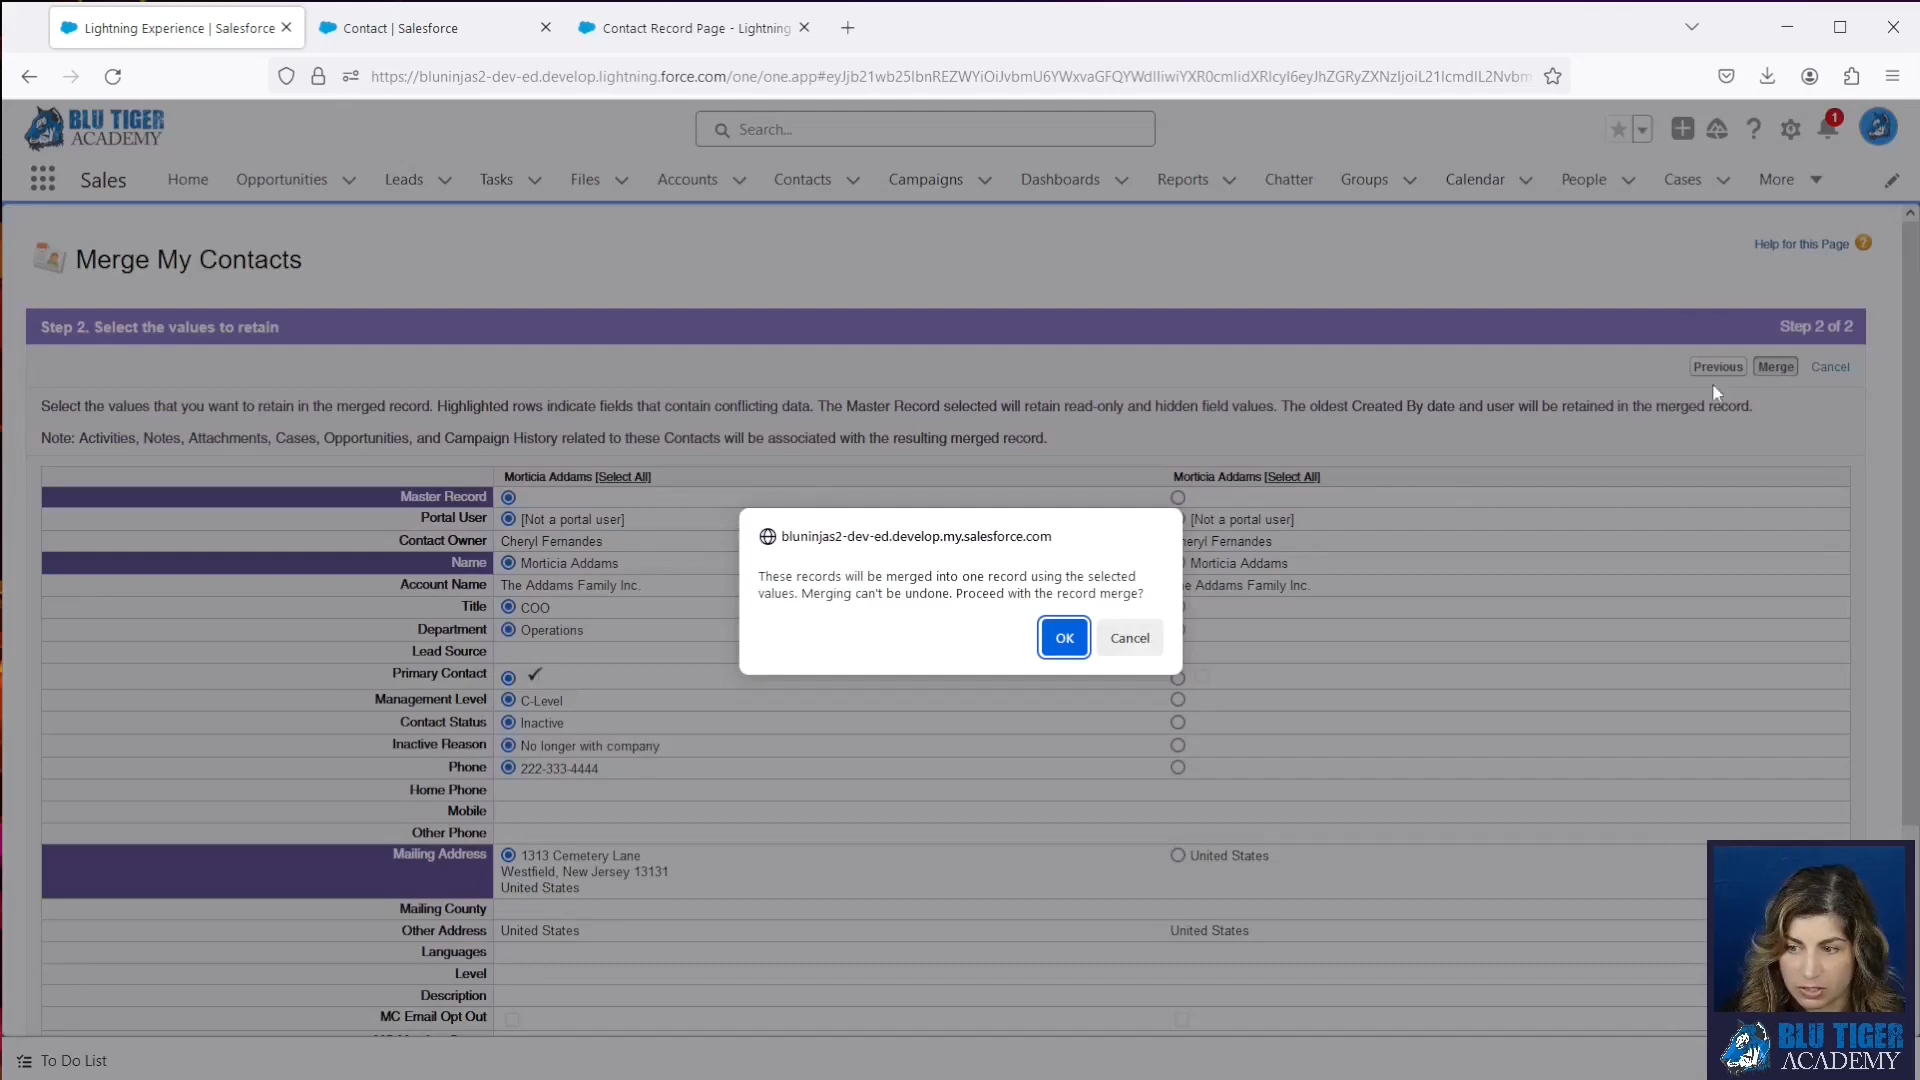 Lightning Experience | Salesforce
Contact | Salesforce
Contact Record Page - Lightning
https://bluninjas2-dev-ed.develop.lightning.force.com/one/one.app#
BLU TIGER
ACADEMY
Search...
1
Sales
Home
Opportunities
Leads
Tasks
Files
Accounts
Contacts
Campaigns
Dashboards
Reports
Chatter
Groups
Calendar
People
Cases
More
Merge My Contacts
Help for this Page
Step 2. Select the values to retain
Step 2 of 2
Previous
Merge
Cancel
Select the values that you want to retain in the merged record. Highlighted rows indicate fields that contain conflicting data. The Master Record selected will retain read-only and hidden field values. The oldest Created By date and user will be retained in the merged record.
Note: Activities, Notes, Attachments, Cases, Opportunities, and Campaign History related to these Contacts will be associated with the resulting merged record.
Morticia Addams [Select All]
Morticia Addams [Select All]
Master Record
Portal User
[Not a portal user]
[Not a portal user]
Contact Owner
Cheryl Fernandes
eryl Fernandes
Name
Morticia Addams
Morticia Addams
Account Name
The Addams Family Inc.
e Addams Family Inc.
Title
COO
Department
Operations
Lead Source
Primary Contact
Management Level
C-Level
Contact Status
Inactive
Inactive Reason
No longer with company
Phone
222-333-4444
Home Phone
Mobile
Other Phone
Mailing Address
1313 Cemetery Lane
Westfield, New Jersey 13131
United States
United States
Mailing County
Other Address
United States
United States
Languages
Level
Description
MC Email Opt Out
bluninjas2-dev-ed.develop.my.salesforce.com
These records will be merged into one record using the selected
values. Merging can't be undone. Proceed with the record merge?
OK
Cancel
To Do List
BLU TIGER
ACADEMY